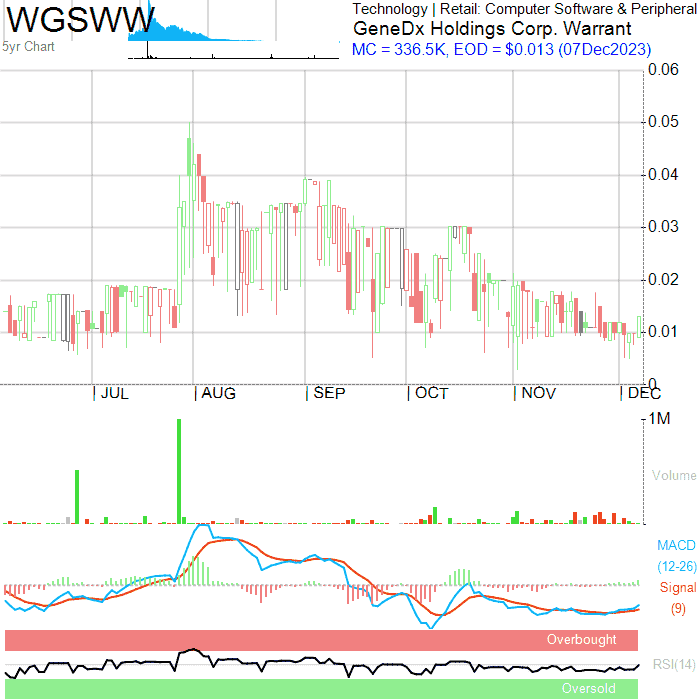 WGSWW
5yr Chart
Technology | Retail: Computer Software & Peripheral
GeneDx Holdings Corp. Warrant
MC = 336.5K, EOD = $0.013 (07Dec2023)
0.06
0.05
0.04
0.03
0.02
0.01
0
JUL AUG SEP OCT NOV DEC
1M
Volume
MACD
(12-26)
Signal
(9)
Overbought
RSI(14)
Oversold